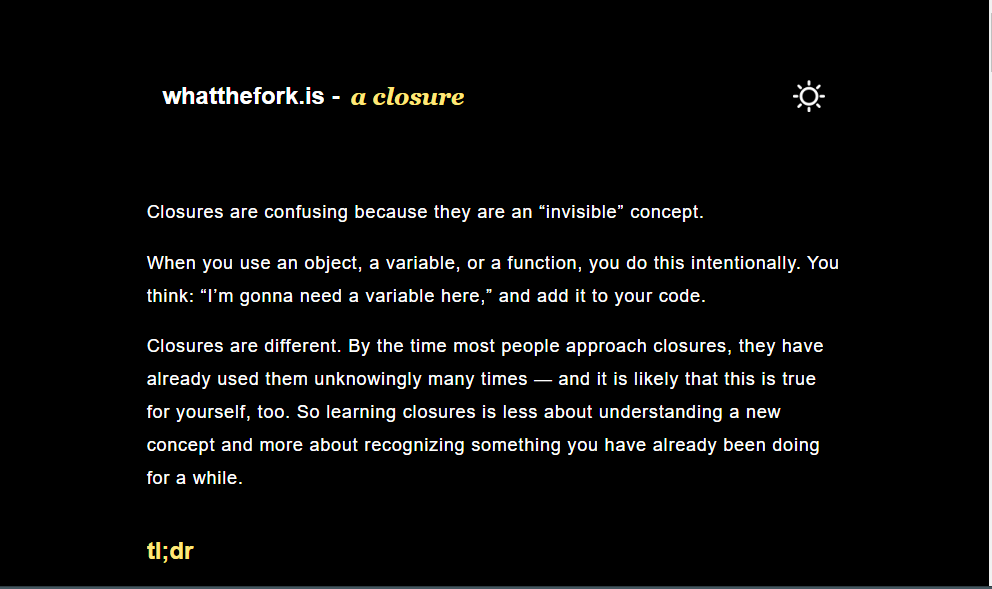 whatthefork.is - a closure
Closures are confusing because they are an “invisible” concept.
When you use an object, a variable, or a function, you do this intentionally. You
think: “I’m gonna need a variable here,” and add it to your code.
Closures are different. By the time most people approach closures, they have
already used them unknowingly many times — and it is likely that this is true
for yourself, too. So learning closures is less about understanding a new
concept and more about recognizing something you have already been doing
for a while.
tl;dr